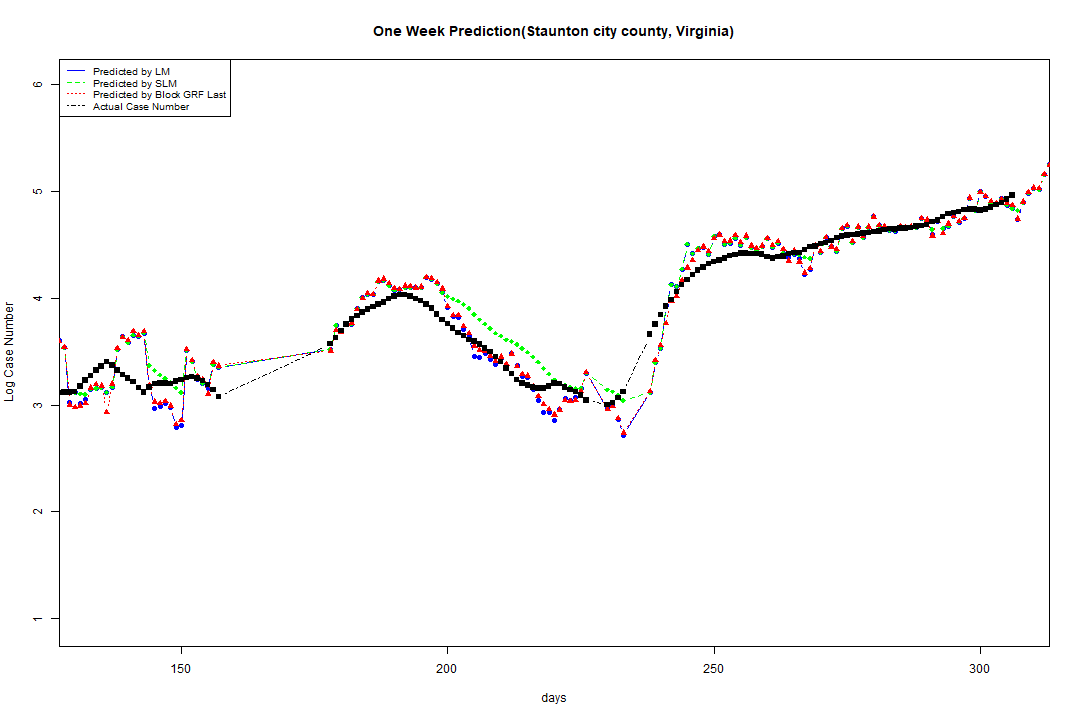 One Week Prediction(Staunton city county, Virginia)
Predicted by LM
Predicted by SLM
Predicted by Block GRF Last
Actual Case Number
6
5
4
3
2
1
Log Case Number
150
200
250
300
days